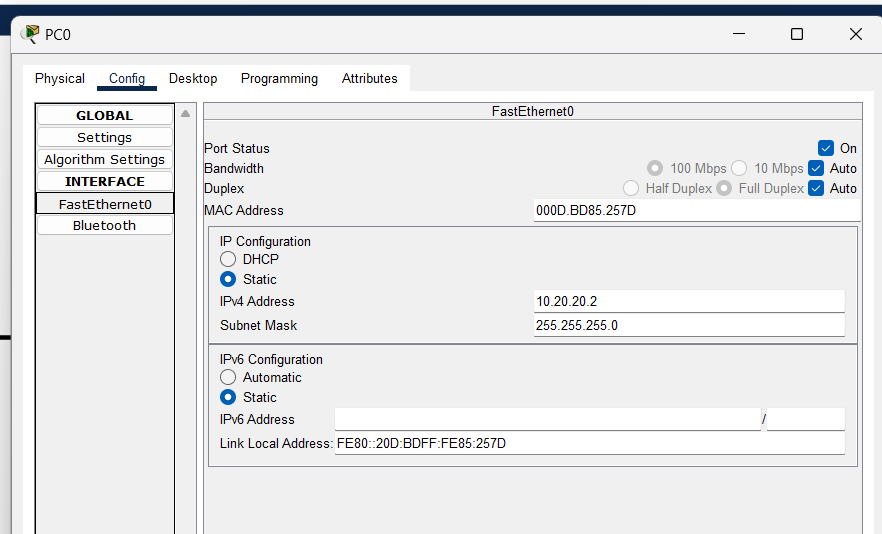 PC0
Physical Config Desktop Programming Attributes
GLOBAL
Settings
Algorithm Settings
INTERFACE
FastEthernet0
Bluetooth
FastEthernet0
Port Status On
Bandwidth 100 Mbps 10 Mbps Auto
Duplex Half Duplex Full Duplex Auto
MAC Address 000D.BD85.257D
IP Configuration
DHCP
Static
IPv4 Address 10.20.20.2
Subnet Mask 255.255.255.0
IPv6 Configuration
Automatic
Static
IPv6 Address /
Link Local Address: FE80::20D:BDFF:FE85:257D